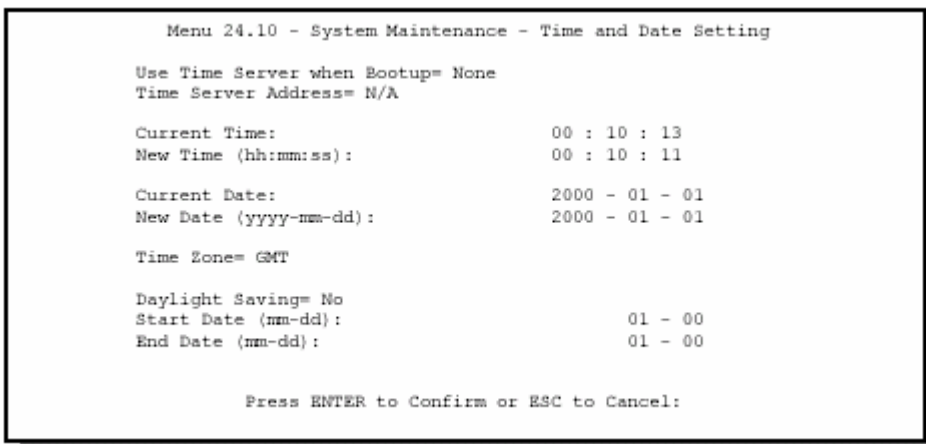 Menu 24.10 - System Maintenance - Time and Date Setting
Use Time Server when Bootup= None
Time Server Address= N/A
Current Time: 00 : 10 : 13
New Time (hh:mm:ss): 00 : 10 : 11
Current Date: 2000 - 01 - 01
New Date (yyyy-mm-dd): 2000 - 01 - 01
Time Zone= GMT
Daylight Saving= No
Start Date (mm-dd): 01 - 00
End Date (mm-dd): 01 - 00
Press ENTER to Confirm or ESC to Cancel: